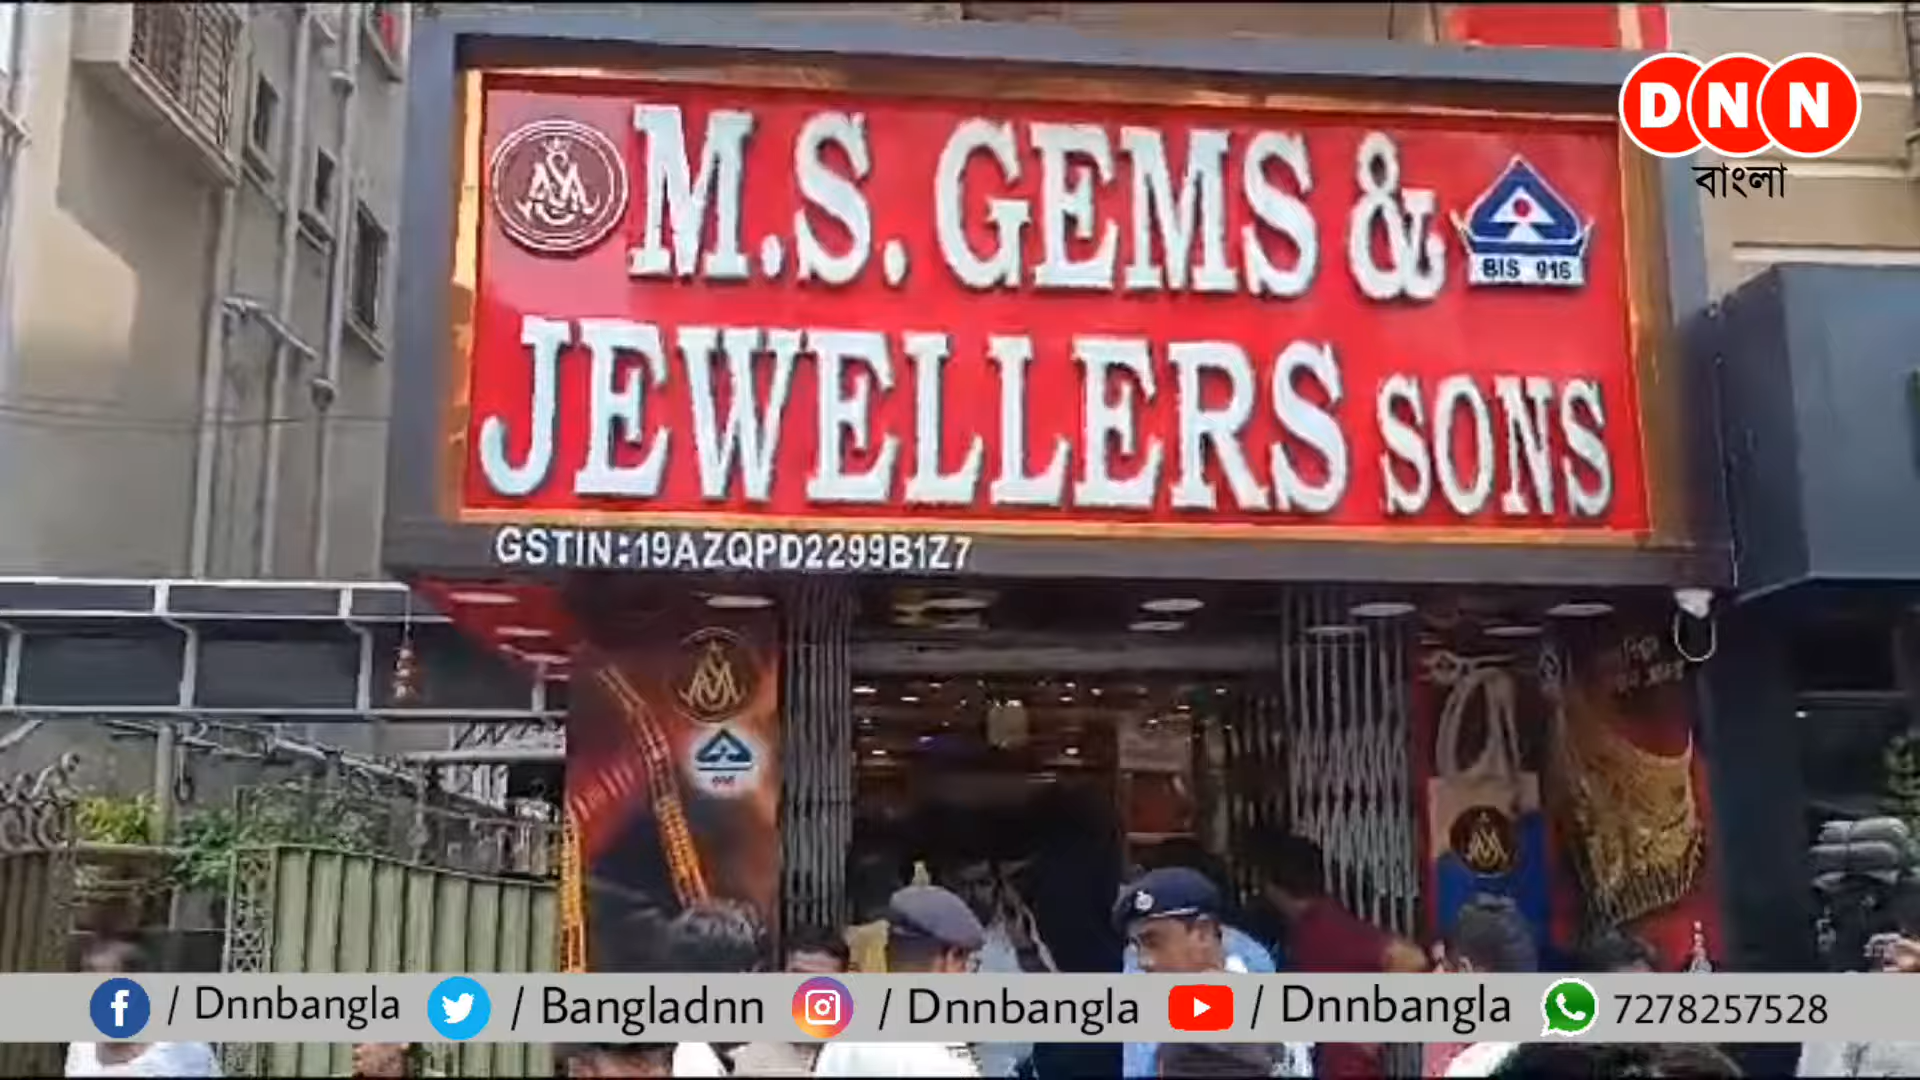 DNN
বাংলা
M.S. GEMS &
BIS 916
JEWELLERS SONS
GSTIN:19AZQPD2299B1Z7
/ Dnnbangla / Bangladnn / Dnnbangla / Dnnbangla 7278257528